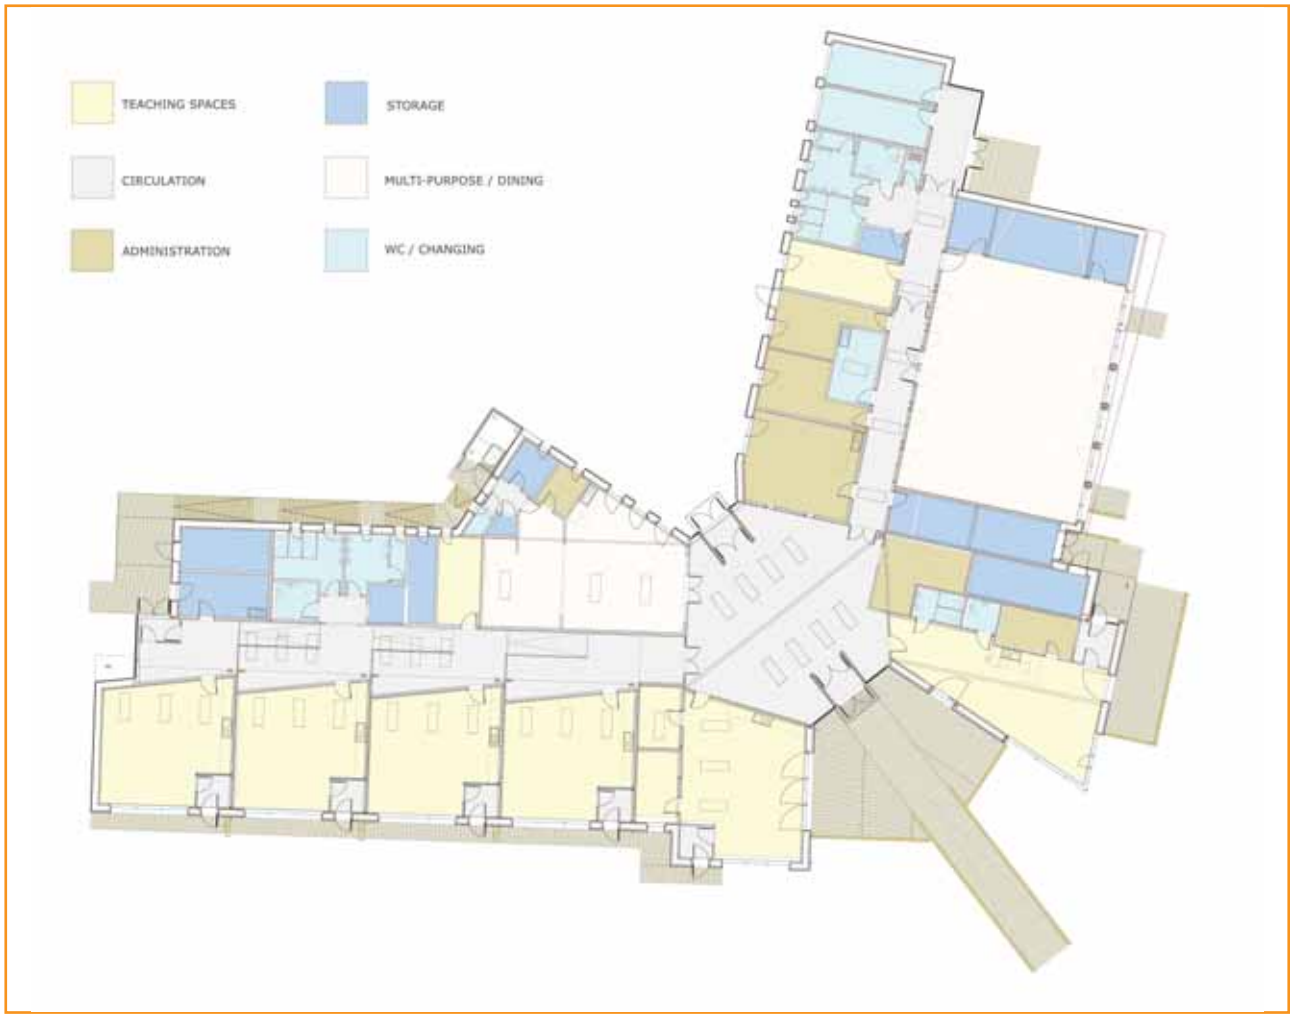 TEACHING SPACES
STORAGE
CIRCULATION
MULTI-PURPOSE / DINING
ADMINISTRATION
WC / CHANGING